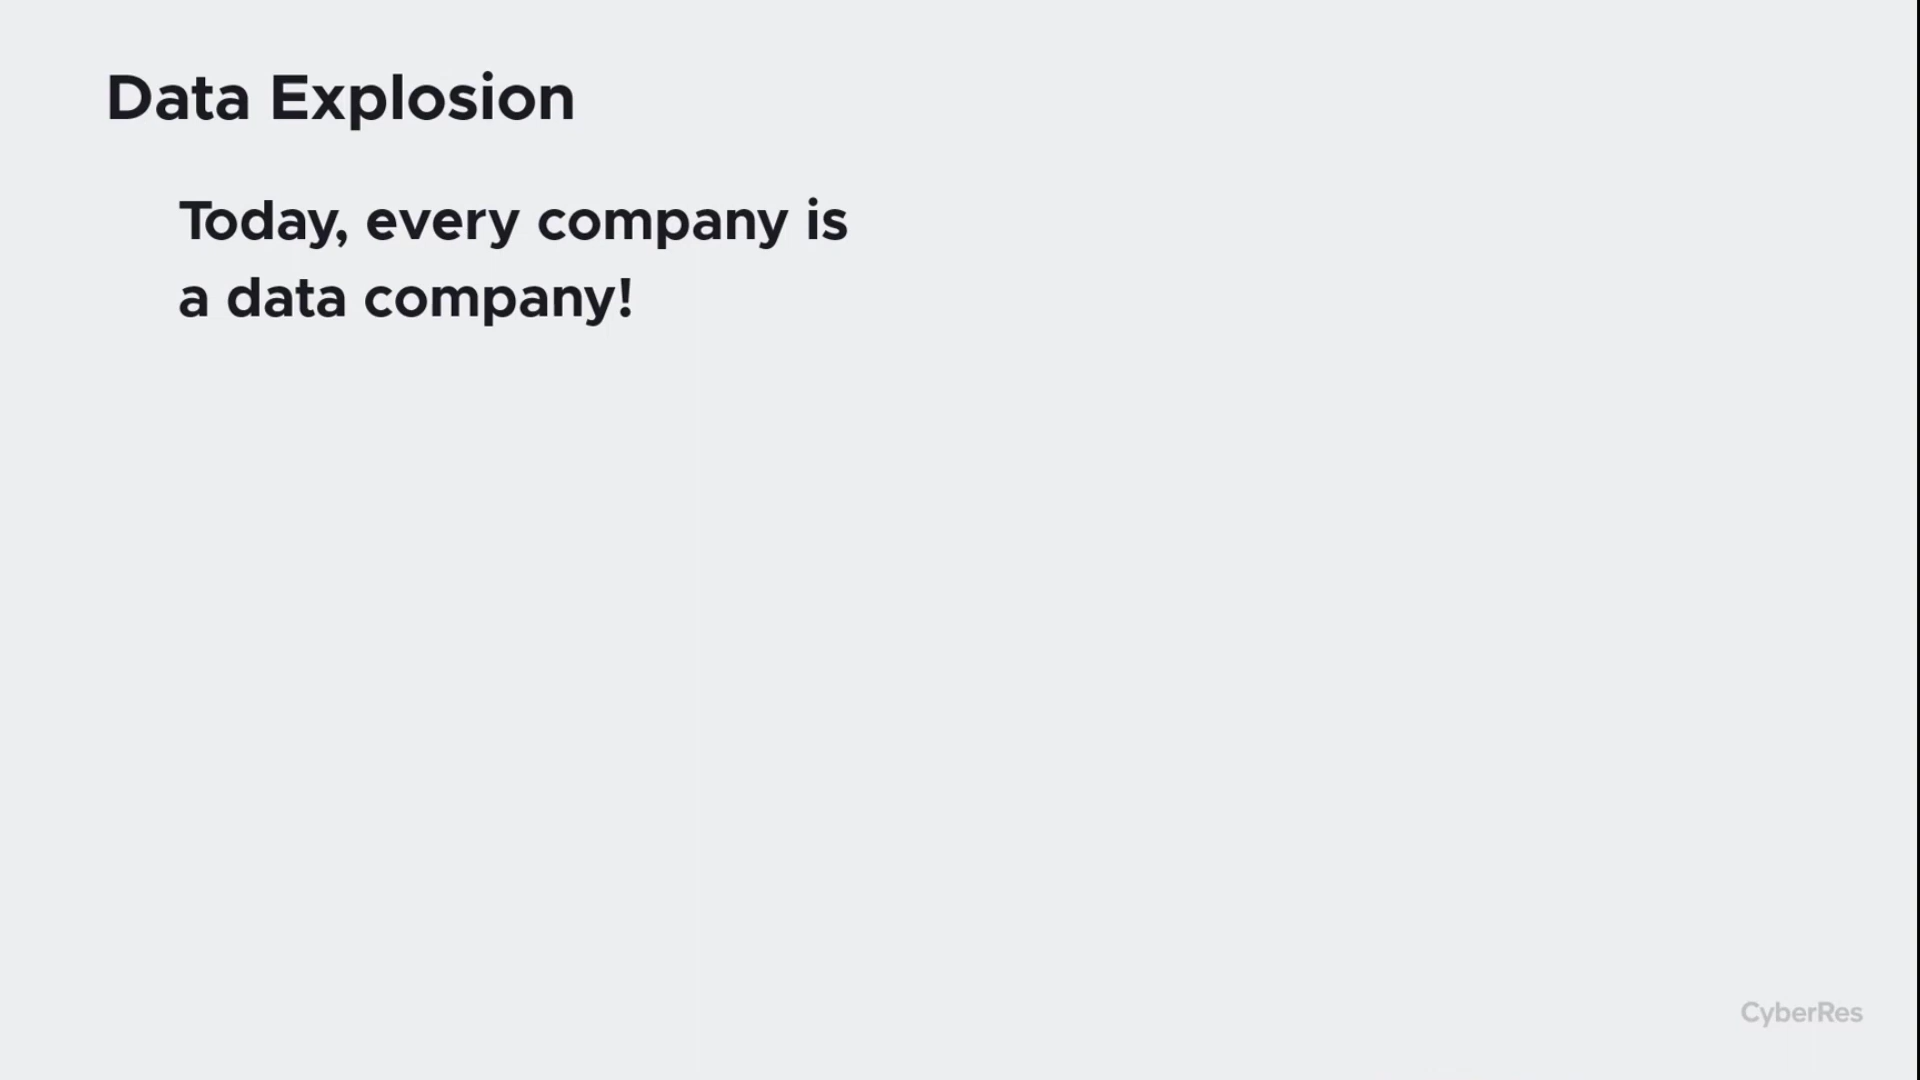 Data Explosion
Today, every company is
a data company!
CyberRes